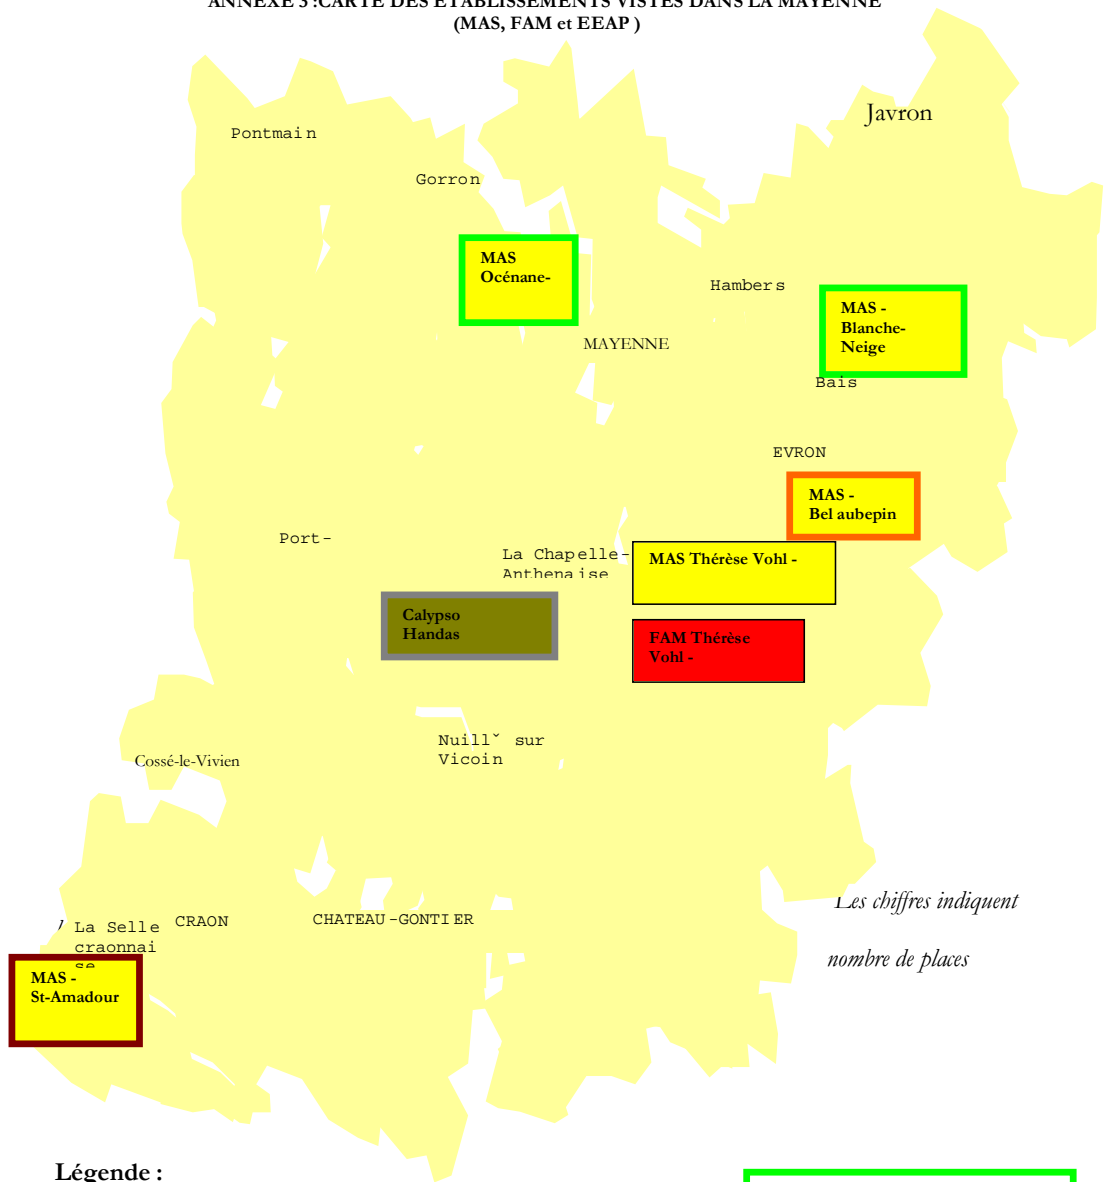 ANNEXE 3 :CARTE DES ETABLISSEMENTS VISTES DANS LA MAYENNE
(MAS, FAM et EEAP )
Javron
Pontmain
Gorron
MAS
Océnane-
Hambers
MAS -
Blanche-
Neige
MAYENNE
Bais
EVRON
MAS -
Bel aubepin
Port-
La Chapelle-
Anthenaise
MAS Thérèse Vohl -
Calypso
Handas
FAM Thérèse
Vohl -
Nuillˇ sur
Vicoin
Cossé-le-Vivien
Les chiffres indiquent
nombre de places
La Selle
craonnai
se
CRAON
CHATEAU-GONTIER
MAS -
St-Amadour
Légende :